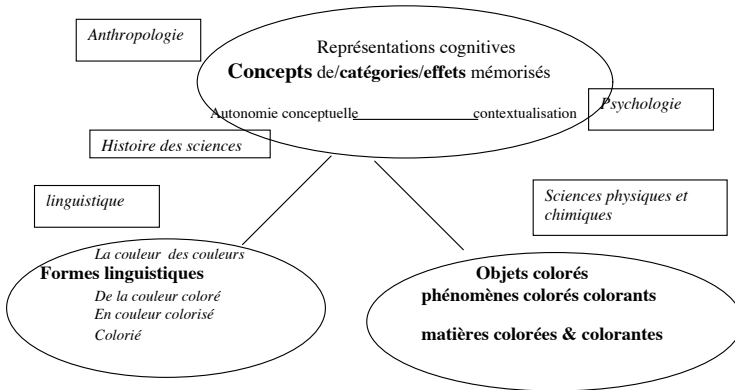 Anthropologie
Représentations cognitives
Concepts de/catégories/effets mémorisés
Autonomie conceptuelle contextualisation
Psychologie
Histoire des sciences
linguistique
Sciences physiques et
chimiques
La couleur des couleurs
Formes linguistiques
De la couleur coloré
En couleur colorisé
Colorié
Objets colorés
phénomènes colorés colorants
matières colorées & colorantes